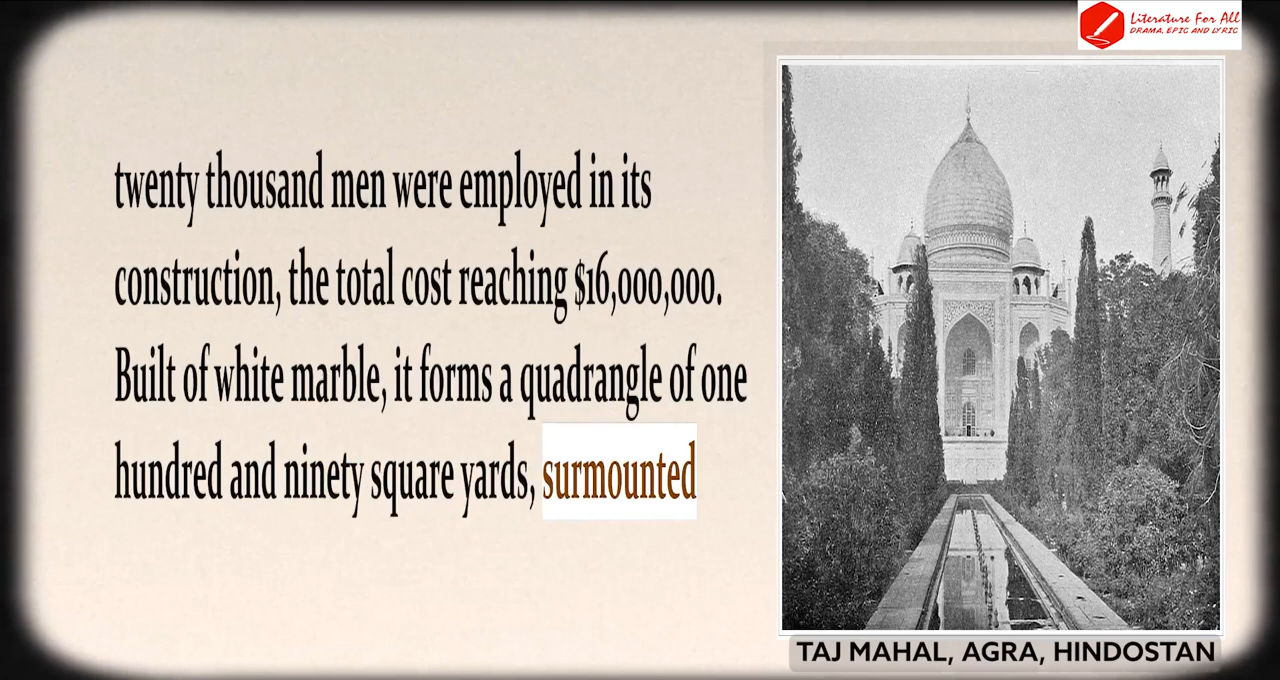 Literature For All
DRAMA, EPIC AND LYRIC
twenty thousand men were employed in its
construction, the total cost reaching $16,000,000.
Built of white marble, it forms a quadrangle of one
hundred and ninety square yards, surmounted
TAJ MAHAL, AGRA, HINDOSTAN